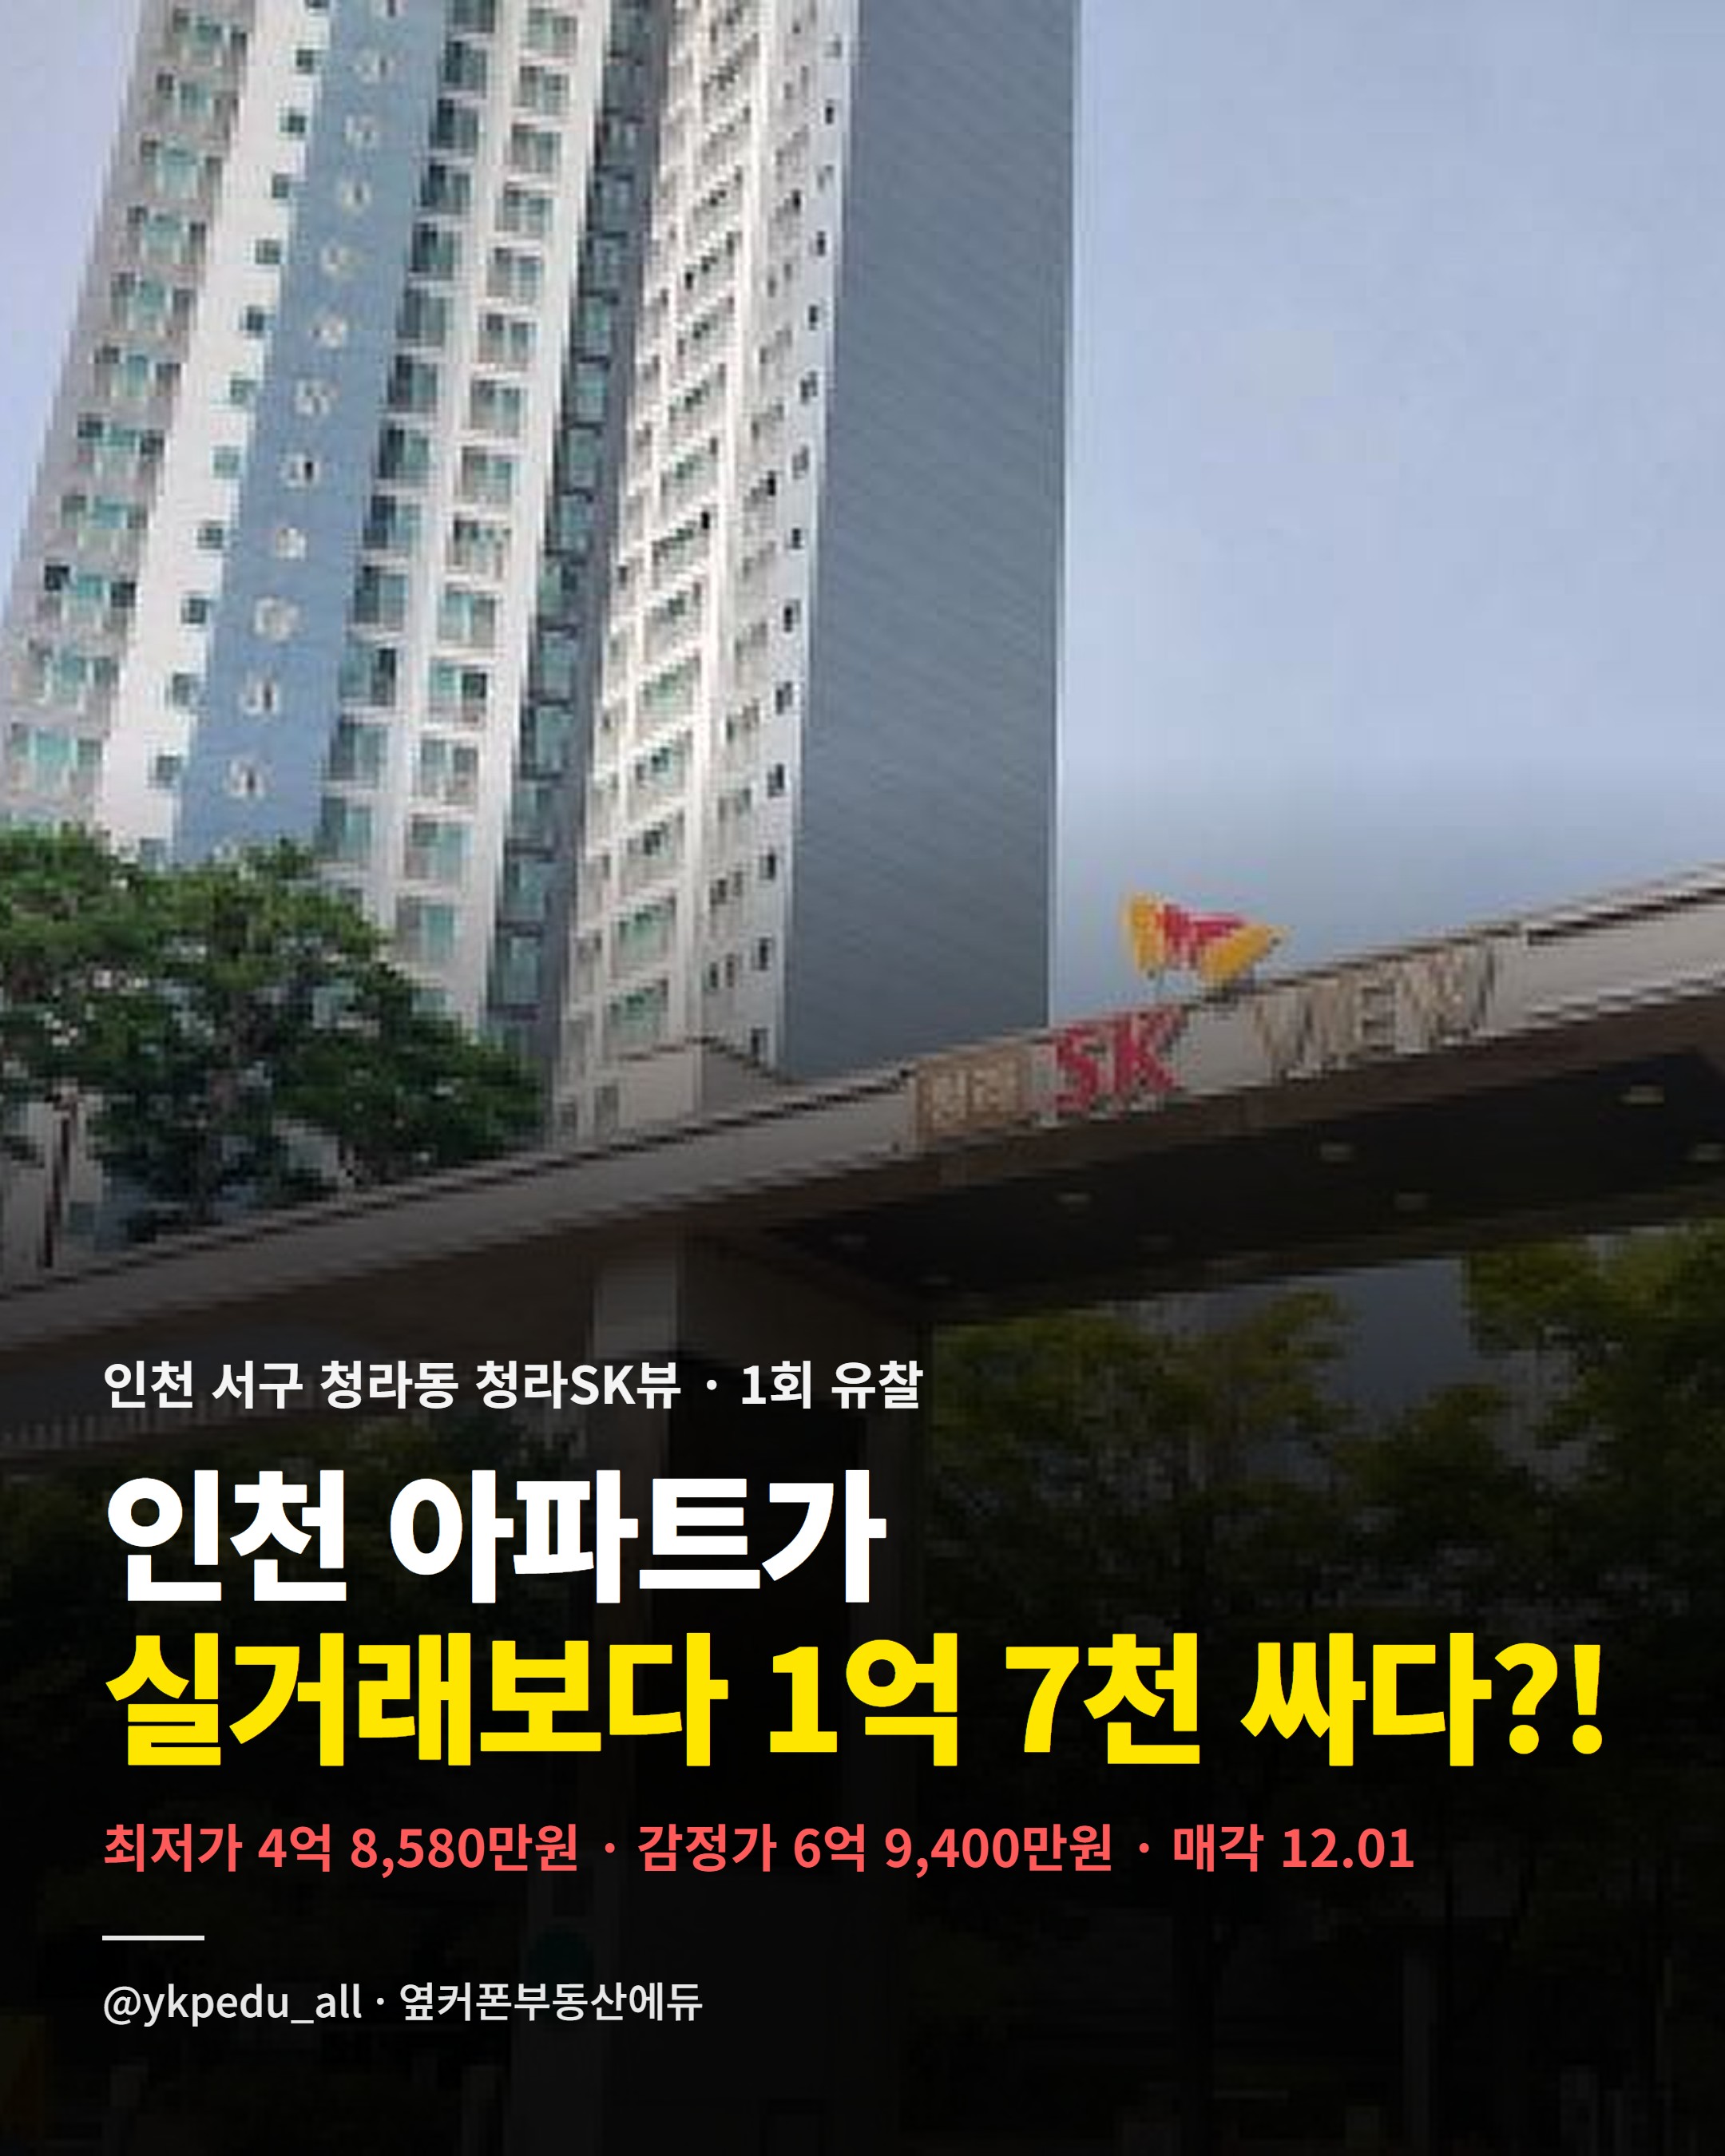 SK VIEW
인천 서구 청라동 청라SK뷰 · 1회 유찰
인천 아파트가
실거래보다 1억 7천 싸다?!
최저가 4억 8,580만원 · 감정가 6억 9,400만원 · 매각 12.01
@ykpedu_all · 옆커폰부동산에듀